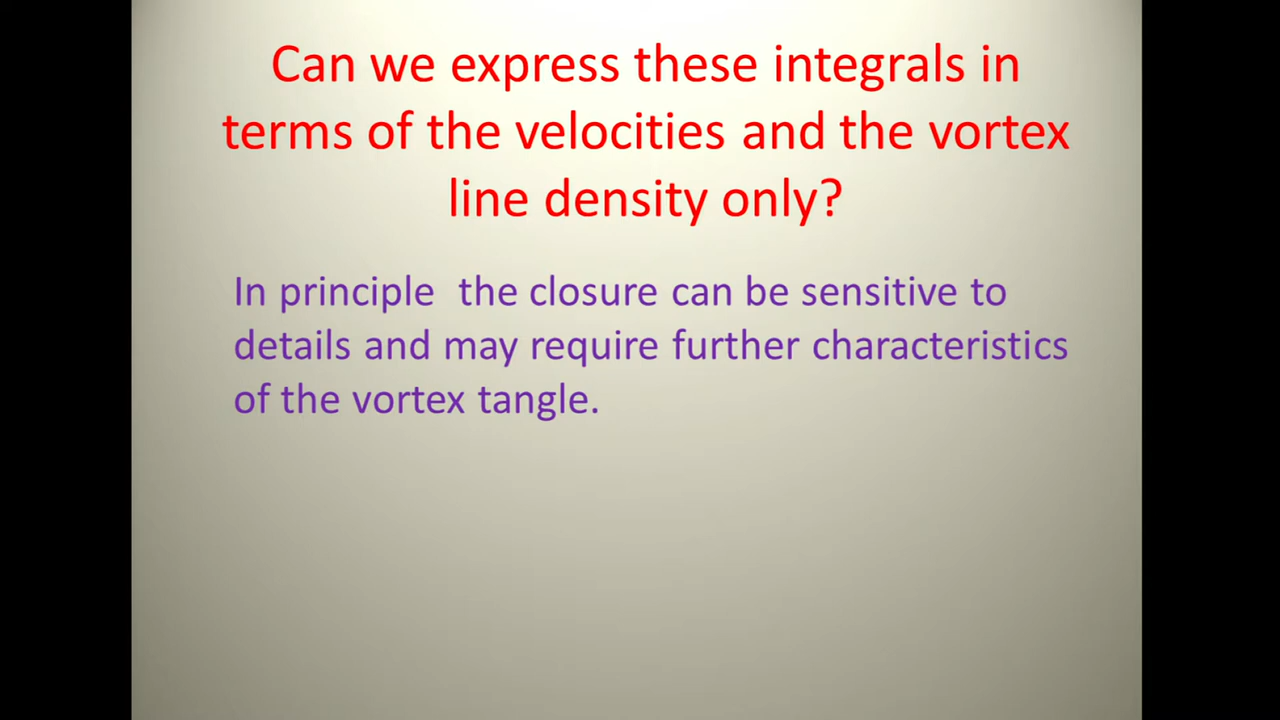 Can we express these integrals in
terms of the velocities and the vortex
line density only?
In principle  the closure can be sensitive to
details and may require further characteristics
of the vortex tangle.